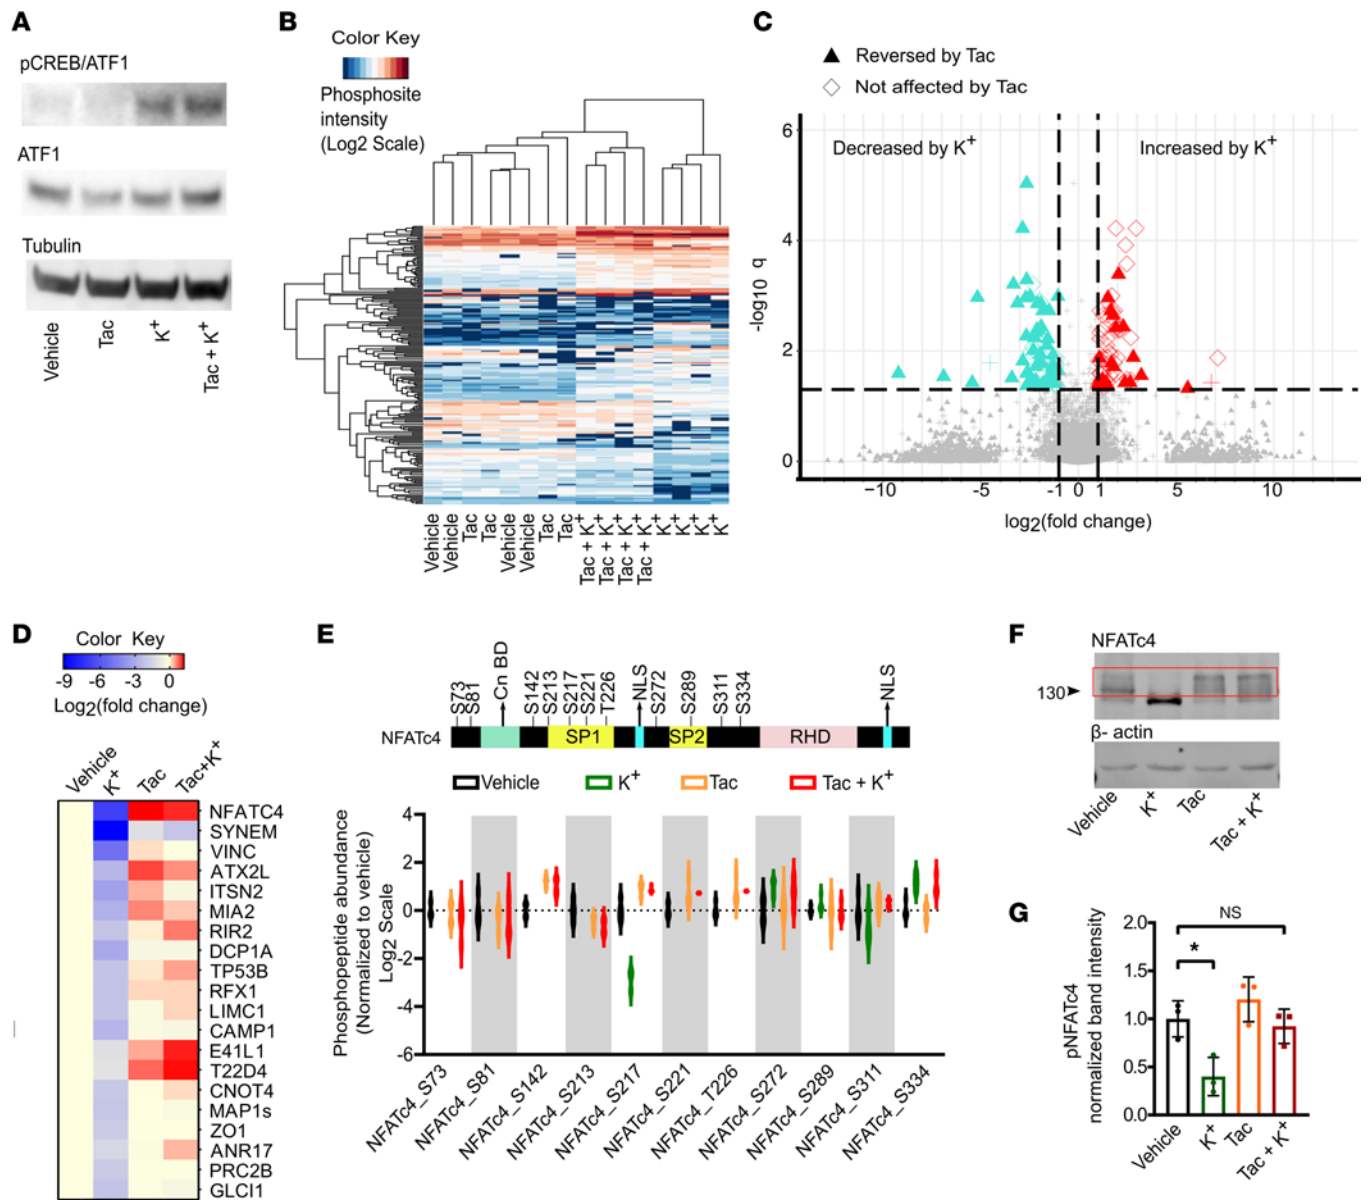 A
pCREB/ATF1
ATF1
Tubulin
Vehicle
Tac
K+
Tac + K+
B
Color Key
Phosphosite
intensity
(Log2 Scale)
Vehicle
Vehicle
Tac
Tac
Vehicle
Vehicle
Tac
Tac
Tac + K+
Tac + K+
Tac + K+
Tac + K+
K+
K+
K+
K+
C
Reversed by Tac
Not affected by Tac
Decreased by K+
Increased by K+
6
4
2
0
-log10 q
−10
-5
-1
0
1
5
10
log2(fold change)
D
Color Key
-9 -6 -3 0
Log2(fold change)
Vehicle
K+
Tac
Tac+K+
NFATC4
SYNEM
VINC
ATX2L
ITSN2
MIA2
RIR2
DCP1A
TP53B
RFX1
LIMC1
CAMP1
E41L1
T22D4
CNOT4
MAP1s
ZO1
ANR17
PRC2B
GLCI1
E
S73
S81
Cn BD
S142
S213
S217
S221
T226
NLS
S272
S289
S311
S334
NLS
NFATc4
SP1
SP2
RHD
Vehicle
K+
Tac
Tac + K+
Phosphopeptide abundance
(Normalized to vehicle)
Log2 Scale
4
2
0
-2
-4
-6
NFATc4_S73
NFATc4_S81
NFATc4_S142
NFATc4_S213
NFATc4_S217
NFATc4_S221
NFATc4_T226
NFATc4_S272
NFATc4_S289
NFATc4_S311
NFATc4_S334
F
NFATc4
130
β- actin
Vehicle
K+
Tac
Tac + K+
G
NS
*
pNFATc4
normalized band intensity
2.0
1.5
1.0
0.5
0.0
Vehicle
K+
Tac
Tac + K+